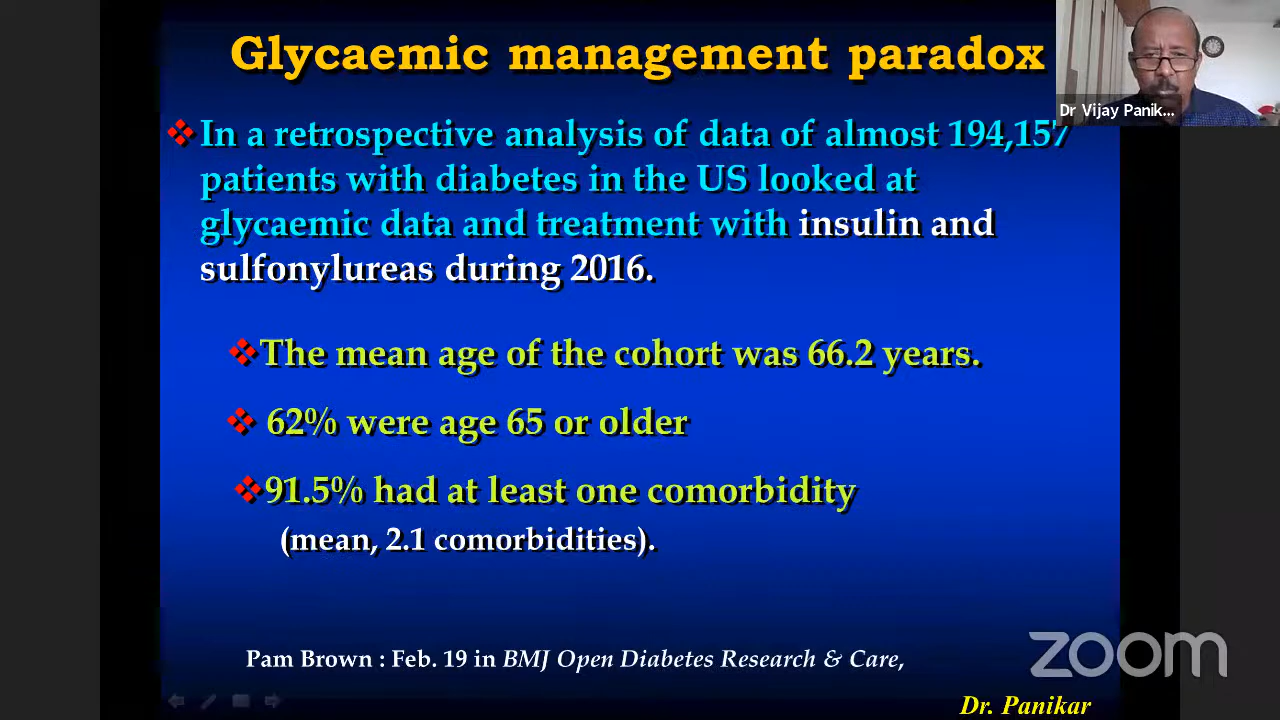 Glycaemic management paradox
Dr Vijay Panik...
In a retrospective analysis of data of almost 194,157
patients with diabetes in the US looked at
glycaemic data and treatment with insulin and
sulfonylureas during 2016.
The mean age of the cohort was 66.2 years.
62% were age 65 or older
91.5% had at least one comorbidity
(mean, 2.1 comorbidities).
Pam Brown : Feb. 19 in BMJ Open Diabetes Research & Care,
zoom
Dr. Panikar